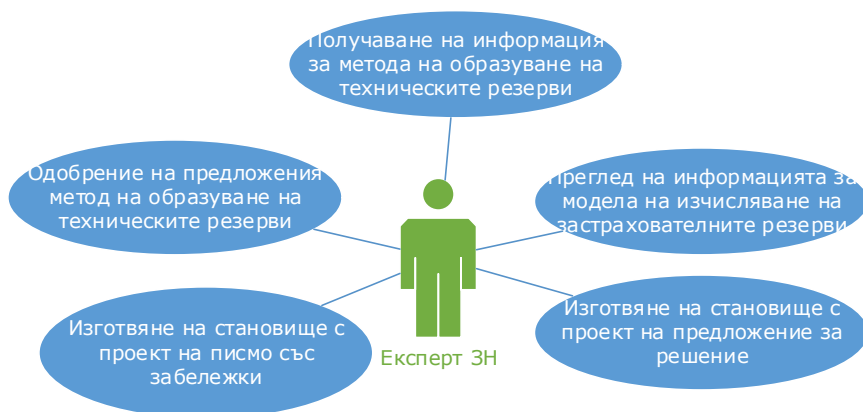 Получаване на информация
за метода на образуване на
техническите резерви
Одобрение на предложения
метод на образуване на
техническите резерви
Преглед на информацията за
модела на изчисляване на
застрахователните резерви
Изготвяне на становище с
проект на писмо със
забележки
Изготвяне на становище с
проект на предложение за
решение
Експерт ЗН